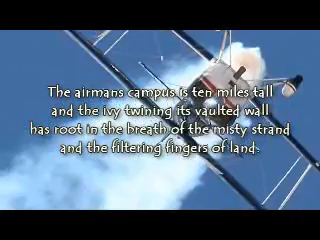 The airmans campus is ten miles tall
and the ivy twining its vaulted wall
has root in the breath of the misty strand
and the filtering fingers of land.